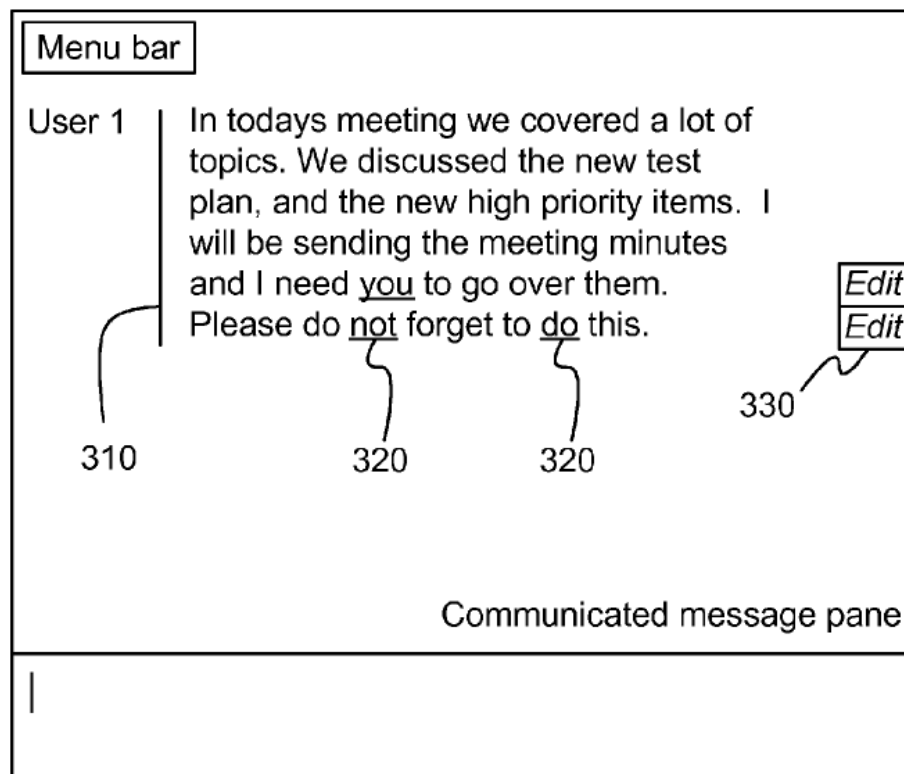 Menu bar
User 1
In todays meeting we covered a lot of
topics. We discussed the new test
plan, and the new high priority items. I
will be sending the meeting minutes
and I need you to go over them.
Please do not forget to do this.
Edit
Edit
330
310
320
320
Communicated message pane